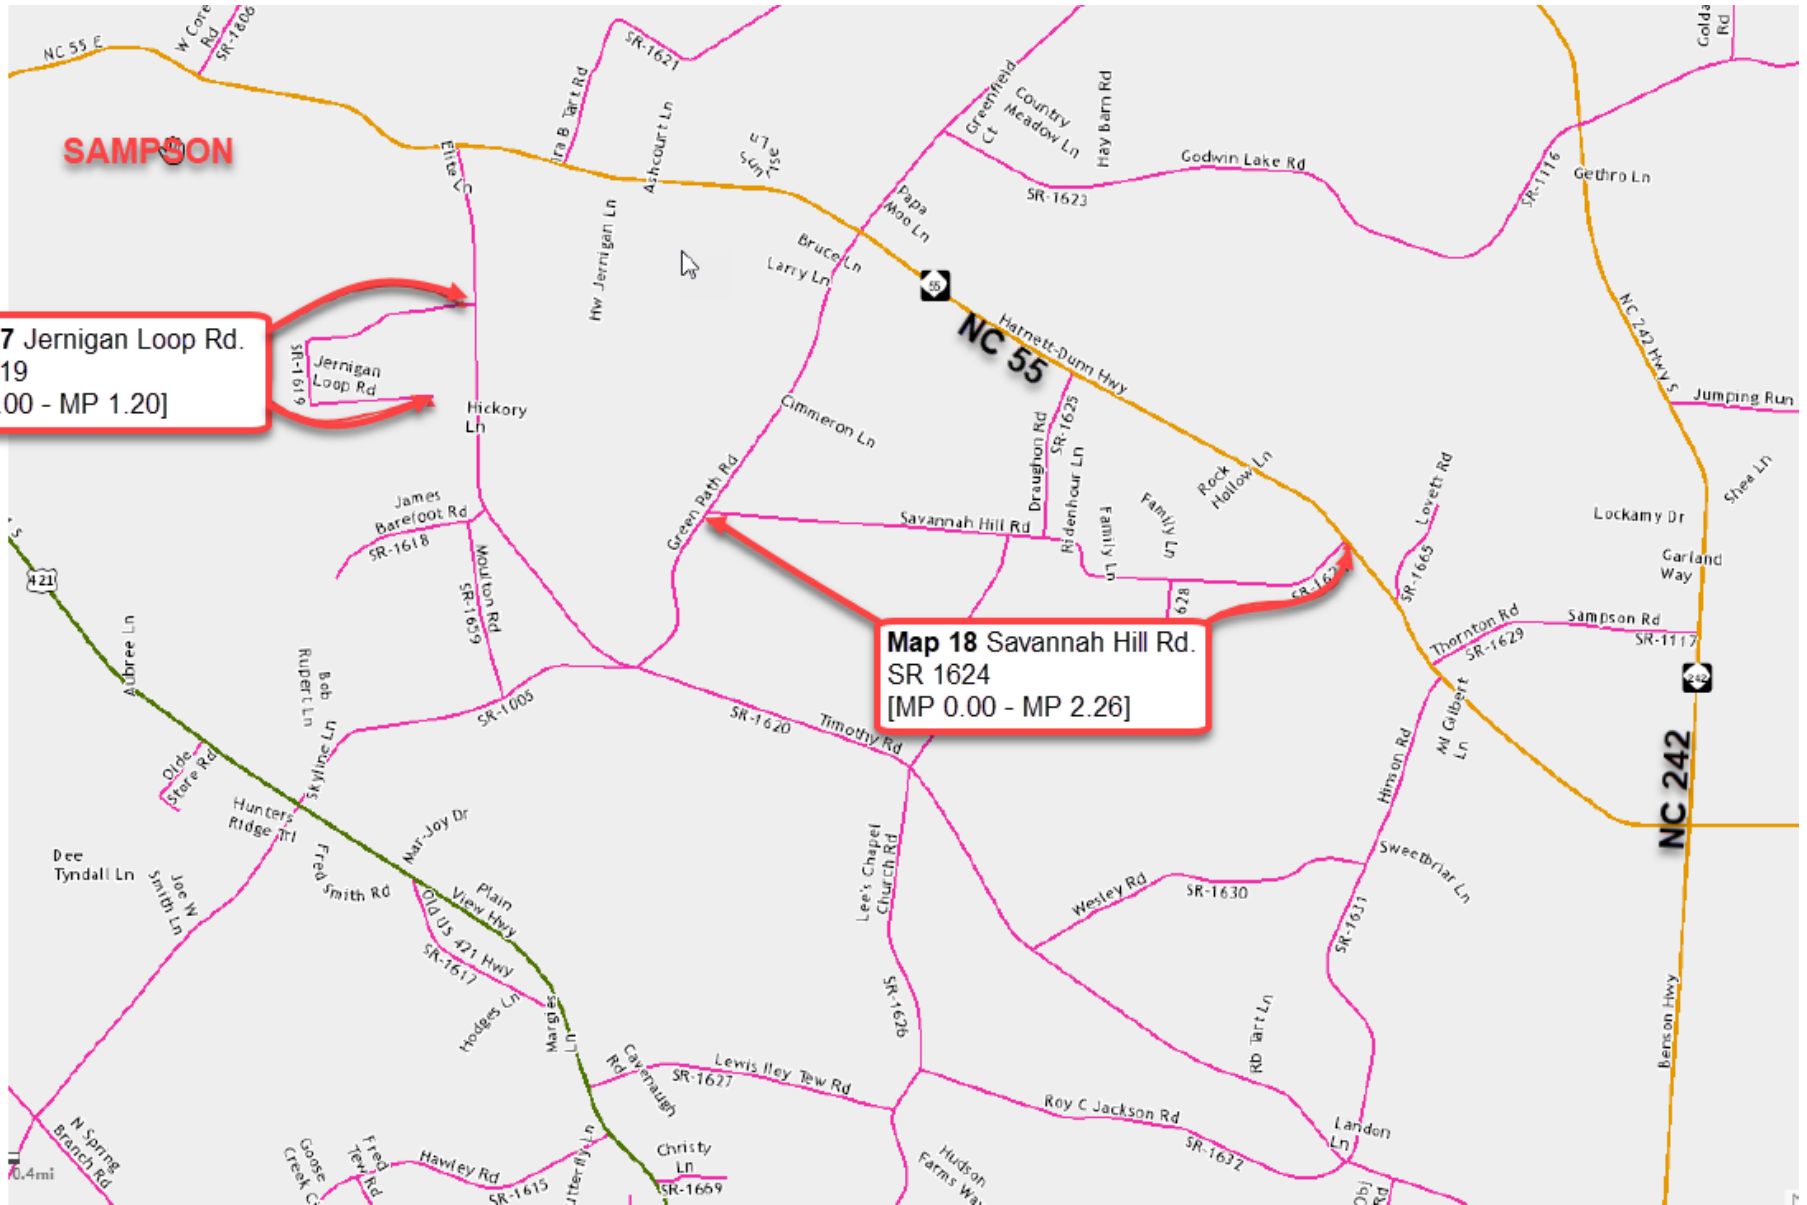 NC 55 E
W Core
Rd
SR-1806
SR-1621
Ira B Tart Rd
Ashcourt Ln
Greenfield
Ct
Country
Meadow Ln
Hay Barn Rd
Godwin Lake Rd
SR-1623
SR-1116
Gethro Ln
Golda
Rd
SAMPSON
Elite Ln
Hw Jernigan Ln
Papa
Moo Ln
Bruce Ln
Larry Ln
55
NC 55
Harnett-Dunn Hwy
NC 242 Hwy S
Jumping Run
7 Jernigan Loop Rd.
19
.00 - MP 1.20]
SR-1619
Jernigan
Loop Rd
Hickory
Ln
Cimmeron Ln
Green Path Rd
Draughon Rd
SR-1625
Ridenhour Ln
Family
Ln
Family Ln
Rock
Hollow Ln
Lovett Rd
SR-1665
Shea Ln
Lockamy Dr
Garland
Way
James
Barefoot Rd
SR-1618
Moulton Rd
SR-1659
Savannah Hill Rd
628
421
Map 18 Savannah Hill Rd.
SR 1624
[MP 0.00 - MP 2.26]
Thornton Rd
SR-1629
Sampson Rd
SR-1117
242
NC 242
Aubree Ln
Bob
Rupert Ln
Skyline Ln
SR-1005
SR-1620
Timothy Rd
Hinson Rd
Ml Gilbert
Ln
Olde
Store Rd
Hunters
Ridge Trl
Mar-Joy Dr
Fred Smith Rd
Dee
Tyndall Ln
Joe W
Smith Ln
Plain
View Hwy
Old US 421 Hwy
SR-1617
Hodges Ln
Margies
Ln
Lee's Chapel
Church Rd
SR-1626
Wesley Rd
SR-1630
Sweetbriar Ln
SR-1631
Rb Tart Ln
Benson Hwy
Cavenaugh
Rd
Lewis Iley Tew Rd
SR-1627
Roy C Jackson Rd
SR-1632
Landon
Ln
N Spring
Branch Rd
0.4mi
Goose
Creek
Fred
Tew Rd
Hawley Rd
SR-1615
utterfly Ln
Christy
Ln
SR-1669
Hudson
Farms Wa
Obj
Rd